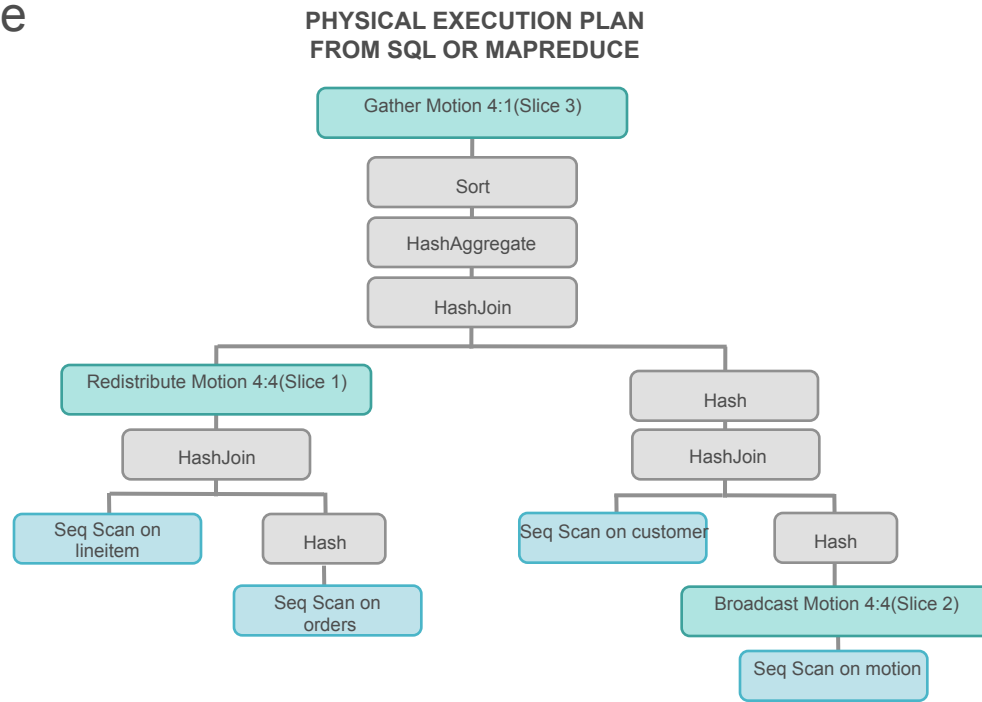 e
PHYSICAL EXECUTION PLAN
FROM SQL OR MAPREDUCE
Gather Motion 4:1(Slice 3)
Sort
HashAggregate
HashJoin
Redistribute Motion 4:4(Slice 1)
Hash
HashJoin
HashJoin
Seq Scan on
lineitem
Hash
Seq Scan on customer
Hash
Seq Scan on
orders
Broadcast Motion 4:4(Slice 2)
Seq Scan on motion